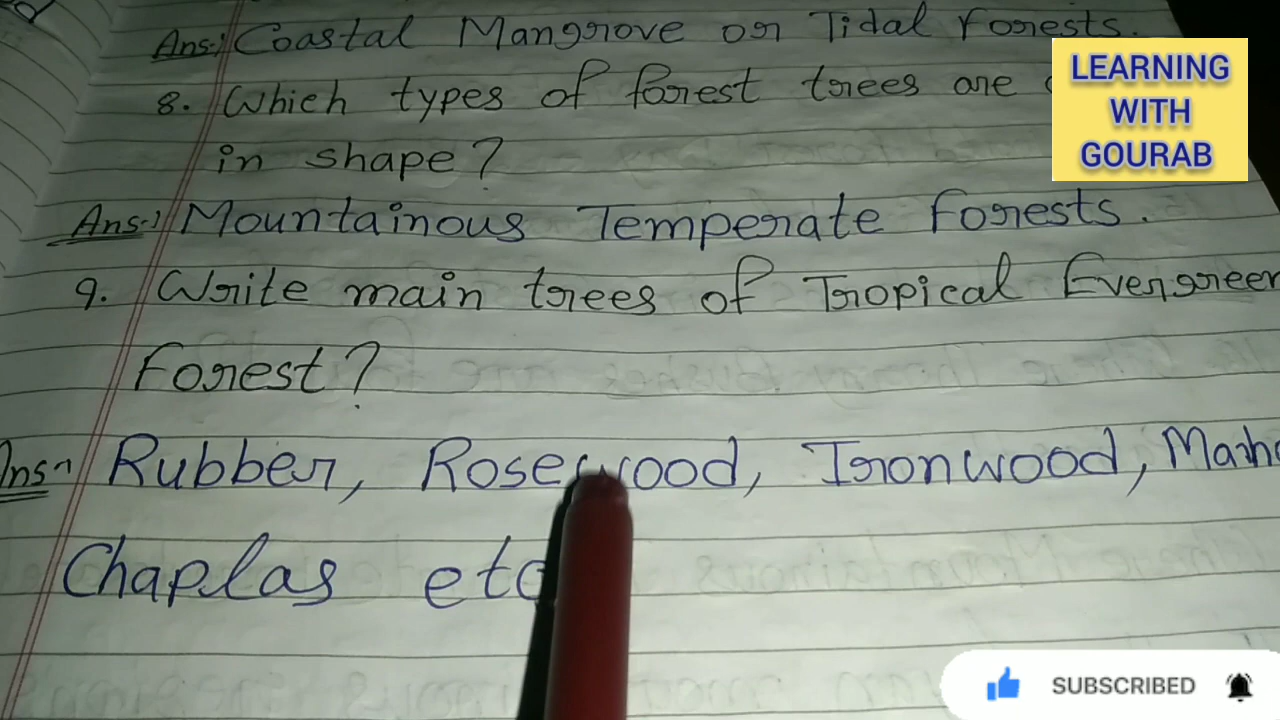 Ans:- Coastal Mangrove or Tidal Forests.
8. Which types of forest trees are
in shape?
Ans:- Mountainous Temperate Forests.
9. Write main trees of Tropical Evergreen
Forest?
Ans:- Rubber, Rosewood, Ironwood,
Chaplas etc
LEARNING
WITH
GOURAB
SUBSCRIBED